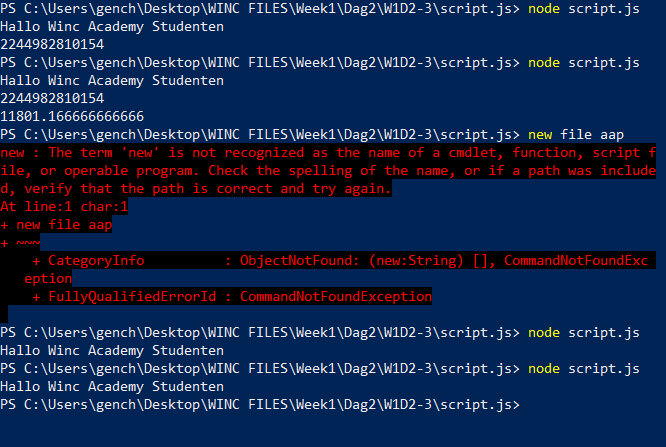 PS C:\Users\gench\Desktop\WINC FILES\Week1\Dag2\W1D2-3\script.js> node script.js
Hallo Winc Academy Studenten
2244982810154
PS C:\Users\gench\Desktop\WINC FILES\Week1\Dag2\W1D2-3\script.js> node script.js
Hallo Winc Academy Studenten
2244982810154
11801.166666666666
PS C:\Users\gench\Desktop\WINC FILES\Week1\Dag2\W1D2-3\script.js> new file aap
new : The term 'new' is not recognized as the name of a cmdlet, function, script f
ile, or operable program. Check the spelling of the name, or if a path was include
d, verify that the path is correct and try again.
At line:1 char:1
+ new file aap
+ ~~~
    + CategoryInfo          : ObjectNotFound: (new:String) [], CommandNotFoundExc
   eption
    + FullyQualifiedErrorId : CommandNotFoundException
PS C:\Users\gench\Desktop\WINC FILES\Week1\Dag2\W1D2-3\script.js> node script.js
Hallo Winc Academy Studenten
PS C:\Users\gench\Desktop\WINC FILES\Week1\Dag2\W1D2-3\script.js> node script.js
Hallo Winc Academy Studenten
PS C:\Users\gench\Desktop\WINC FILES\Week1\Dag2\W1D2-3\script.js>